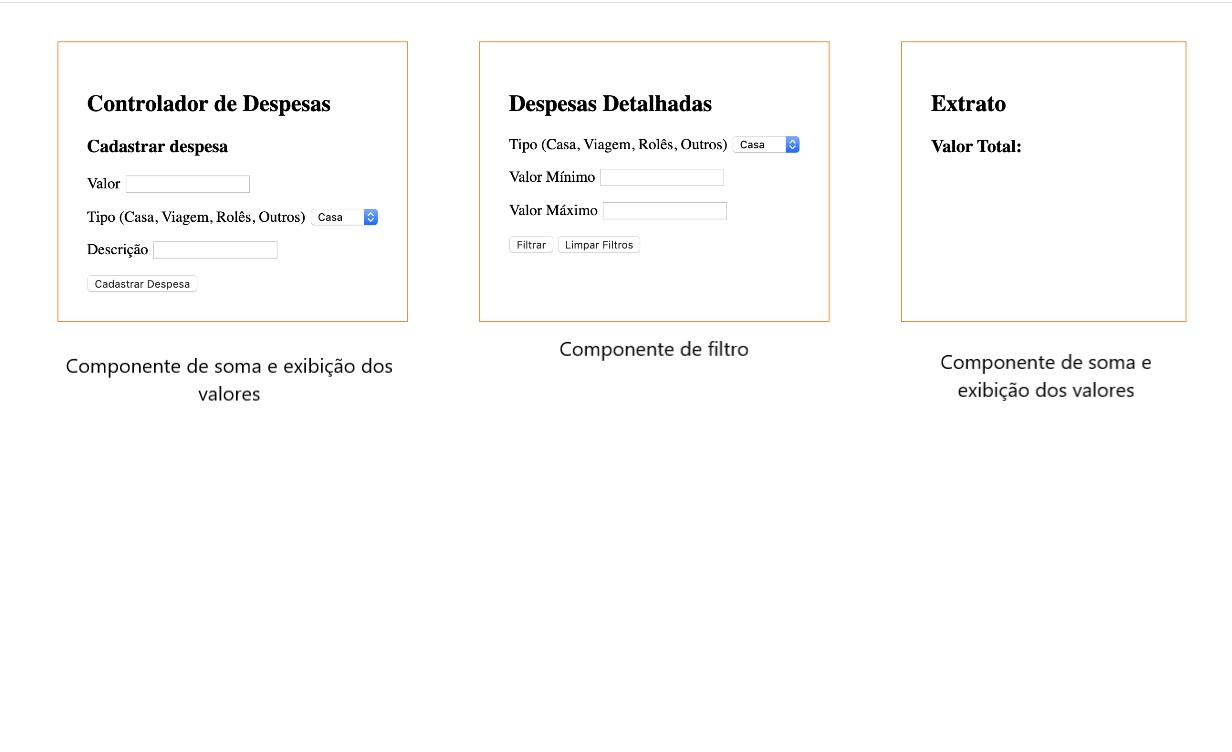 Controlador de Despesas
Cadastrar despesa
Valor
Tipo (Casa, Viagem, Rolês, Outros) Casa
Descrição
Cadastrar Despesa
Componente de soma e exibição dos
valores
Despesas Detalhadas
Tipo (Casa, Viagem, Rolês, Outros) Casa
Valor Mínimo
Valor Máximo
Filtrar Limpar Filtros
Componente de filtro
Extrato
Valor Total:
Componente de soma e
exibição dos valores